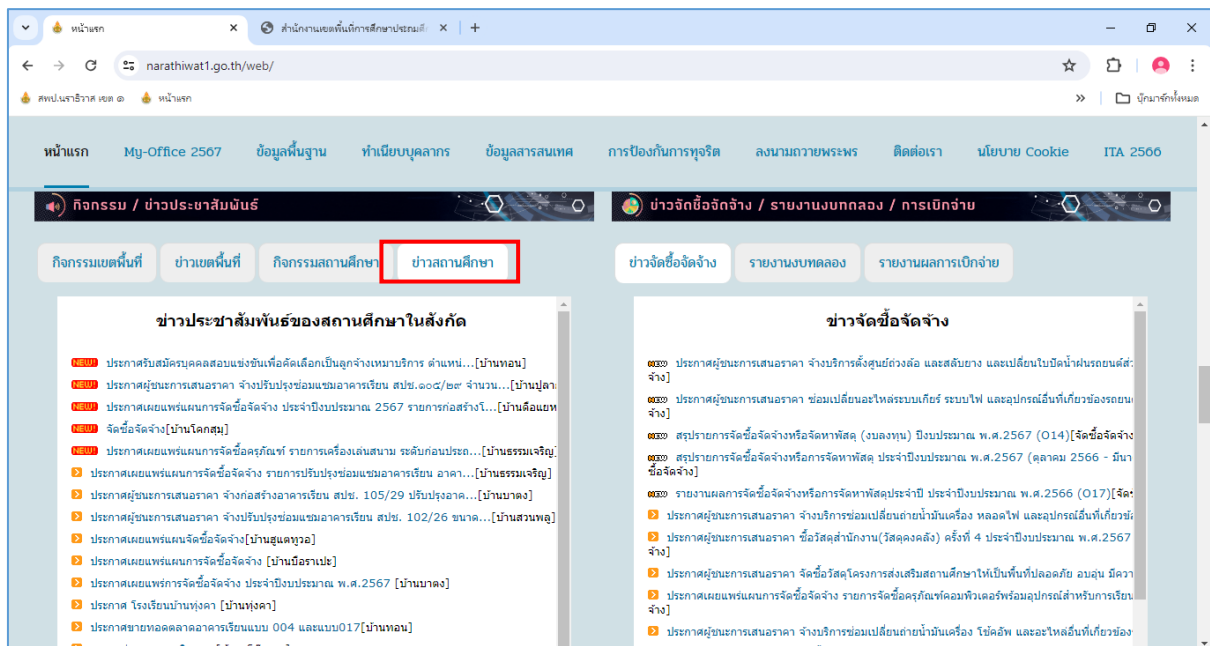 หน้าแรก
สำนักงานเขตพื้นที่การศึกษาประถมศึ
narathiwat1.go.th/web/
สพป.นราธิวาส เขต ๑
หน้าแรก
บุ๊กมาร์กทั้งหมด
หน้าแรก My-Office 2567 ข้อมูลพื้นฐาน ทำเนียบบุคลากร ข้อมูลสารสนเทศ การป้องกันการทุจริต ลงนามถวายพระพร ติดต่อเรา นโยบาย Cookie ITA 2566
กิจกรรม / ข่าวประชาสัมพันธ์
กิจกรรมเขตพื้นที่ ข่าวเขตพื้นที่ กิจกรรมสถานศึกษา ข่าวสถานศึกษา
ข่าวประชาสัมพันธ์ของสถานศึกษาในสังกัด
NEW! ประกาศรับสมัครบุคคลสอบแข่งขันเพื่อคัดเลือกเป็นลูกจ้างเหมาบริการ ตำแหน่...[บ้านทอน]
NEW! ประกาศผู้ชนะการเสนอราคา จ้างปรับปรุงซ่อมแซมอาคารเรียน สปช.๑๐๕/๒๙ จำนวน...[บ้านปูลา
NEW! ประกาศเผยแพร่แผนการจัดซื้อจัดจ้าง ประจำปีงบประมาณ 2567 รายการก่อสร้างโ...[บ้านดือแยห
NEW! จัดซื้อจัดจ้าง[บ้านโคกสุมุ]
NEW! ประกาศเผยแพร่แผนการจัดซื้อครุภัณฑ์ รายการเครื่องเล่นสนาม ระดับก่อนประถ...[บ้านธรรมเจริญ]
ประกาศเผยแพร่แผนการจัดซื้อจัดจ้าง รายการปรับปรุงซ่อมแซมอาคารเรียน อาคา...[บ้านธรรมเจริญ]
ประกาศผู้ชนะการเสนอราคา จ้างก่อสร้างอาคารเรียน สปช. 105/29 ปรับปรุงอาค...[บ้านบาตง]
ประกาศผู้ชนะการเสนอราคา จ้างปรับปรุงซ่อมแซมอาคารเรียน สปช. 102/26 ขนาด...[บ้านสวนพลู]
ประกาศเผยแพร่แผนจัดซื้อจัดจ้าง[บ้านฮูแตทูวอ]
ประกาศเผยแพร่แผนการจัดซื้อจัดจ้าง [บ้านบือราเปะ]
ประกาศเผยแพร่การจัดซื้อจัดจ้าง ประจำปีงบประมาณ พ.ศ.2567 [บ้านบาตง]
ประกาศ โรงเรียนบ้านทุ่งคา [บ้านทุ่งคา]
ประกาศขายทอดตลาดอาคารเรียนแบบ 004 และแบบ017[บ้านทอน]
ข่าวจัดซื้อจัดจ้าง / รายงานงบทดลอง / การเบิกจ่าย
ข่าวจัดซื้อจัดจ้าง รายงานงบทดลอง รายงานผลการเบิกจ่าย
ข่าวจัดซื้อจัดจ้าง
ประกาศผู้ชนะการเสนอราคา จ้างบริการตั้งศูนย์ถ่วงล้อ และสลับยาง และเปลี่ยนใบปัดน้ำฝนรถยนต์ส่ว
จ้าง]
ประกาศผู้ชนะการเสนอราคา ซ่อมเปลี่ยนอะไหล่ระบบเกียร์ ระบบไฟ และอุปกรณ์อื่นที่เกี่ยวข้องรถยน
จ้าง]
สรุปรายการจัดซื้อจัดจ้างหรือจัดหาพัสดุ (งบลงทุน) ปีงบประมาณ พ.ศ.2567 (O14)[จัดซื้อจัดจ้าง
สรุปรายการจัดซื้อจัดจ้างหรือการจัดหาพัสดุ ประจำปีงบประมาณ พ.ศ.2567 (ตุลาคม 2566 - มีนา
ซื้อจัดจ้าง]
รายงานผลการจัดซื้อจัดจ้างหรือการจัดหาพัสดุประจำปี ประจำปีงบประมาณ พ.ศ.2566 (O17)[จัดซ
ประกาศผู้ชนะการเสนอราคา จ้างบริการซ่อมเปลี่ยนถ่ายน้ำมันเครื่อง หลอดไฟ และอุปกรณ์อื่นที่เกี่ยวข้อ
ประกาศผู้ชนะการเสนอราคา ซื้อวัสดุสำนักงาน(วัสดุคงคลัง) ครั้งที่ 4 ประจำปีงบประมาณ พ.ศ.2567
จ้าง]
ประกาศผู้ชนะการเสนอราคา จัดซื้อวัสดุโครงการส่งเสริมสถานศึกษาให้เป็นพื้นที่ปลอดภัย อบอุ่น มีควา
ประกาศเผยแพร่แผนการจัดซื้อจัดจ้าง รายการจัดซื้อครุภัณฑ์คอมพิวเตอร์พร้อมอุปกรณ์สำหรับการเรียน
จ้าง]
ประกาศผู้ชนะการเสนอราคา จ้างบริการซ่อมเปลี่ยนถ่ายน้ำมันเครื่อง โช้คอัพ และอะไหล่อื่นที่เกี่ยวข้อง